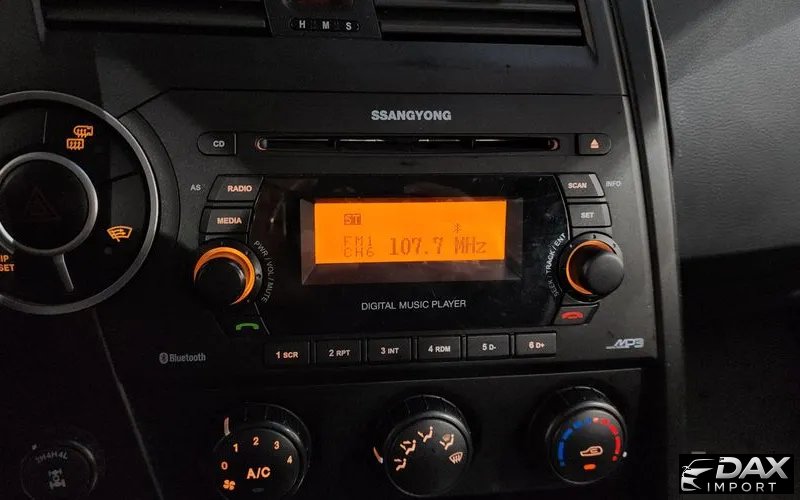 H M S
SSANGYONG
CD
AS RADIO
SCAN INFO
MEDIA
SET
ST
FM1
CH6 107.7 MHz
PWR / VOL / MUTE
SEEK TRACK / ENT
DIGITAL MUSIC PLAYER
Bluetooth
1 SCR 2 RPT 3 INT 4 RDM 5 D- 6 D+
MP3
0 1 2 3 4
A/C
4H 4L
DAX
IMPORT